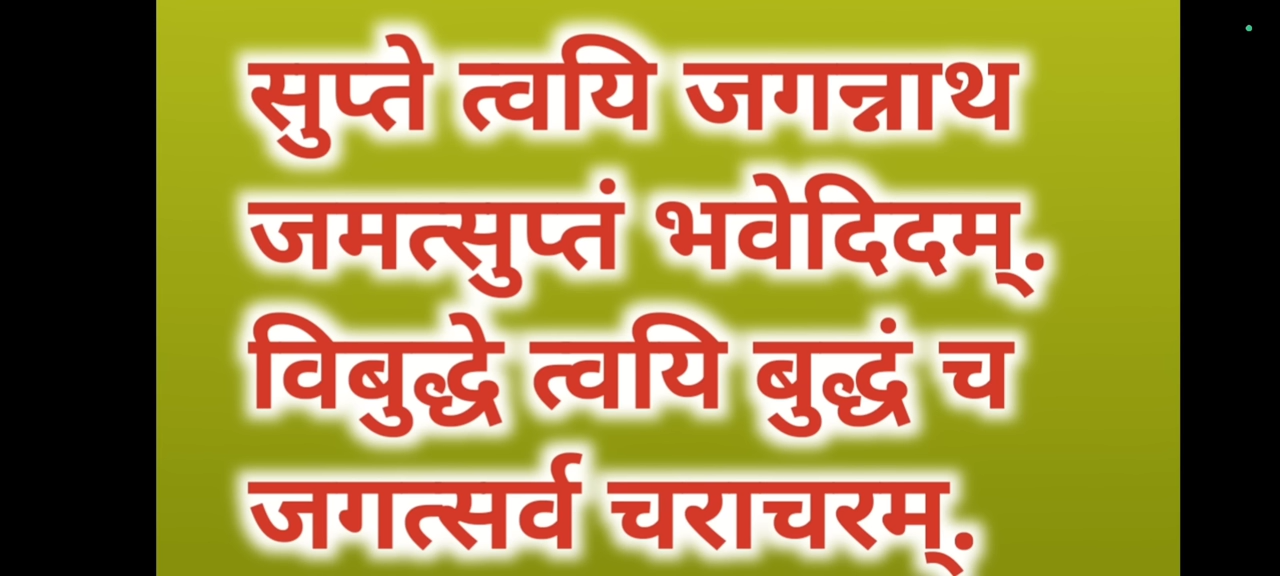 सुप्ते त्वयि जगन्नाथ
जमत्सुप्तं भवेदिदम्.
विबुद्धे त्वयि बुद्धं च
जगत्सर्व चराचरम्.